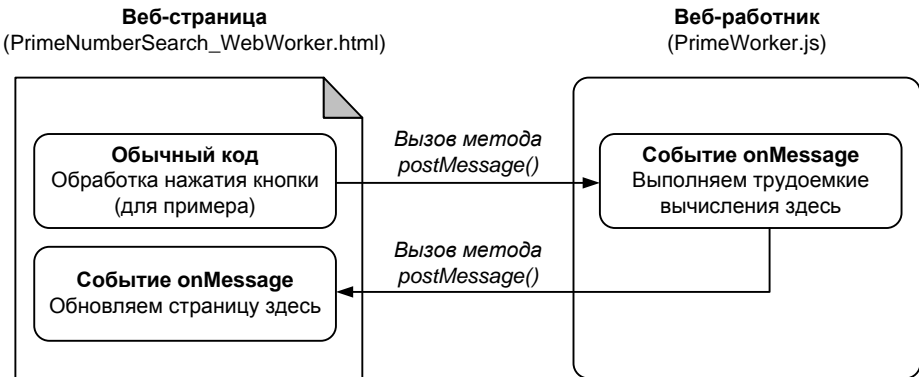 Веб-страница
(PrimeNumberSearch_WebWorker.html)
Веб-работник
(PrimeWorker.js)
Обычный код
Обработка нажатия кнопки
(для примера)
Вызов метода
postMessage()
Событие onMessage
Выполняем трудоемкие
вычисления здесь
Вызов метода
postMessage()
Событие onMessage
Обновляем страницу здесь